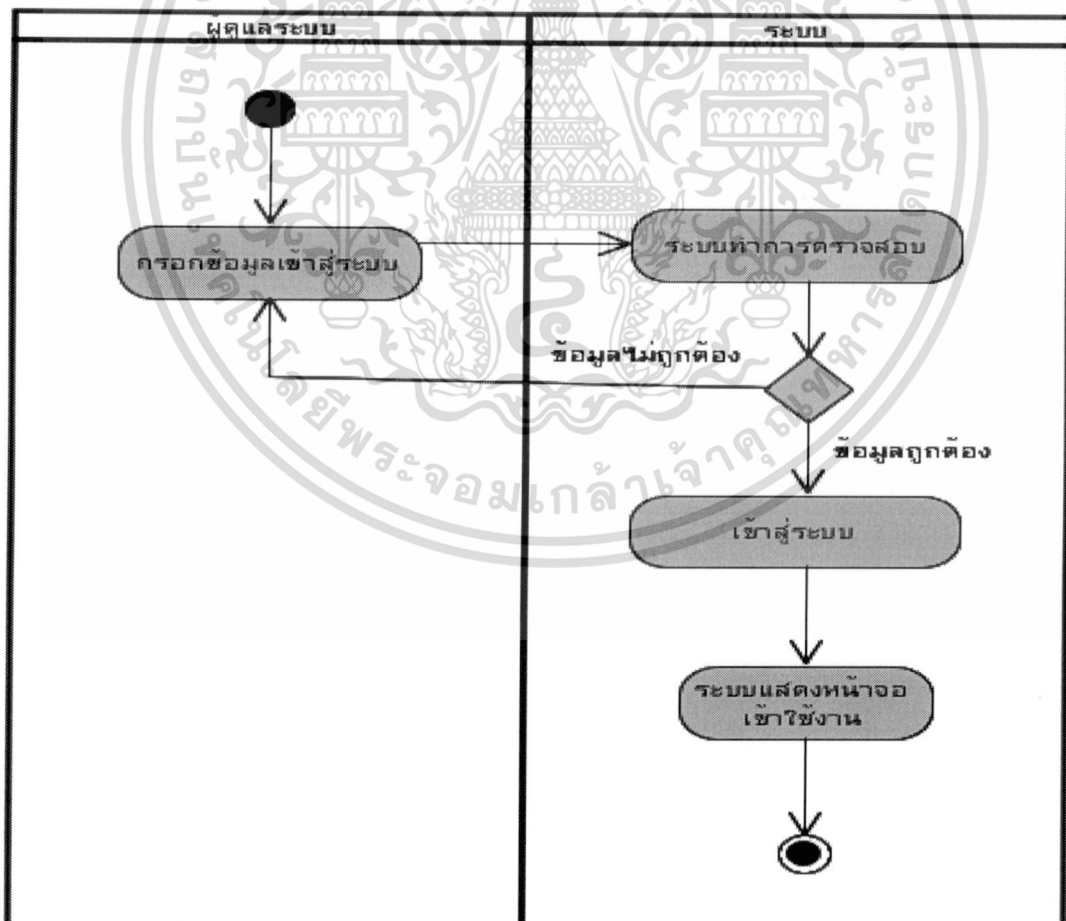 ผู้ดูแลระบบ
ระบบ
กรอกข้อมูลเข้าสู่ระบบ
ระบบทำการตรวจสอบ
ข้อมูลไม่ถูกต้อง
ข้อมูลถูกต้อง
เข้าสู่ระบบ
ระบบแสดงหน้าจอ
เข้าใช้งาน